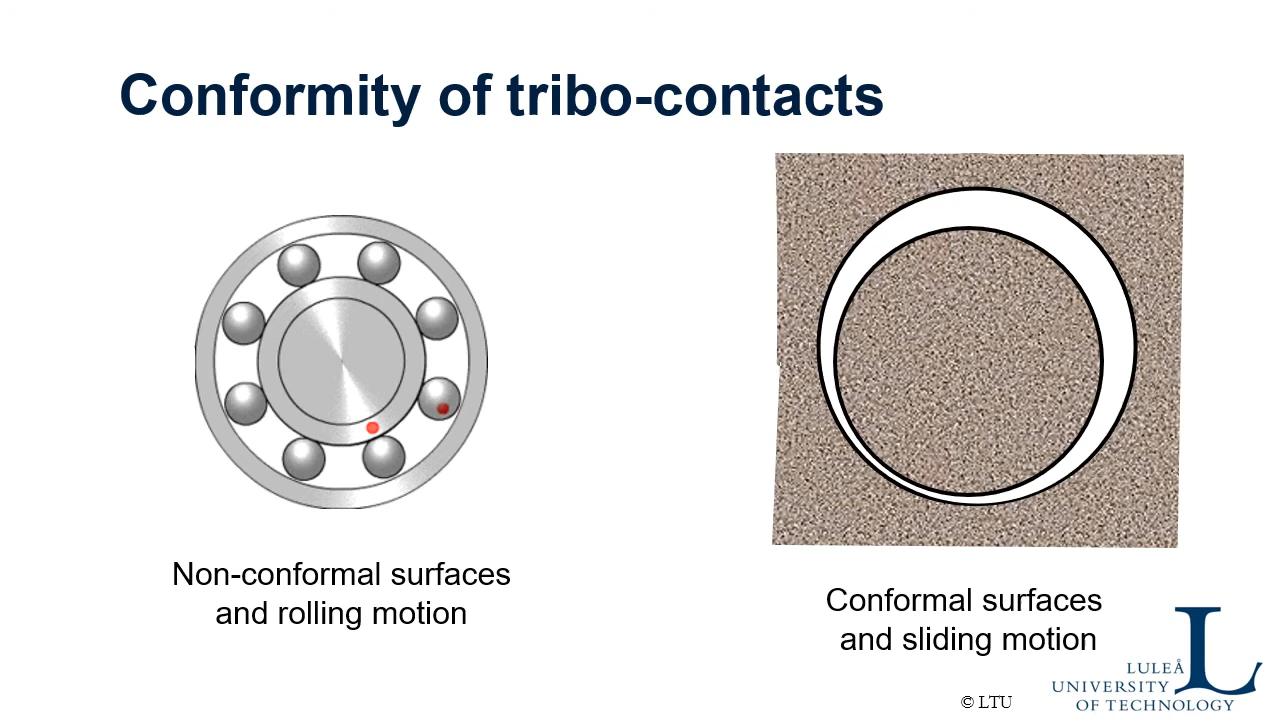 Conformity of tribo-contacts
Non-conformal surfaces
and rolling motion
Conformal surfaces
and sliding motion
© LTU
LULEÅ
UNIVERSITY
OF TECHNOLOGY
L